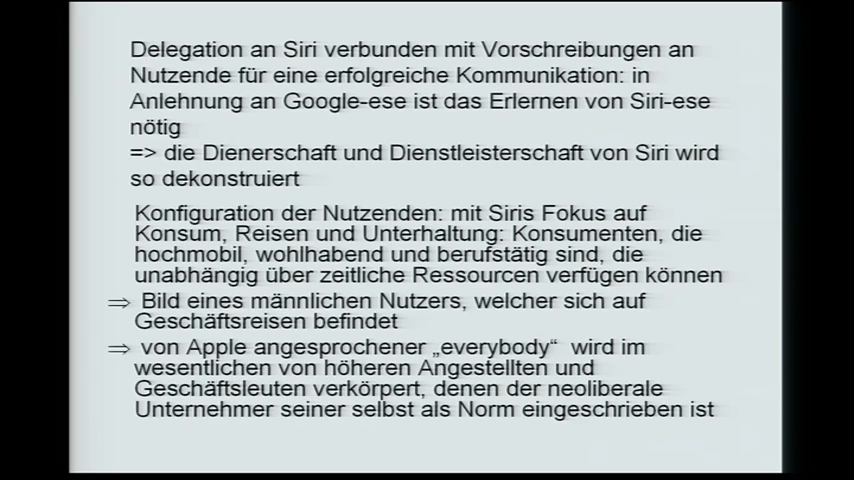 Delegation an Siri verbunden mit Vorschreibungen an
Nutzende für eine erfolgreiche Kommunikation: in
Anlehnung an Google-ese ist das Erlernen von Siri-ese
nötig
=> die Dienerschaft und Dienstleisterschaft von Siri wird
so dekonstruiert
Konfiguration der Nutzenden: mit Siris Fokus auf
Konsum, Reisen und Unterhaltung: Konsumenten, die
hochmobil, wohlhabend und berufstätig sind, die
unabhängig über zeitliche Ressourcen verfügen können
⇒ Bild eines männlichen Nutzers, welcher sich auf
Geschäftsreisen befindet
⇒ von Apple angesprochener „everybody“ wird im
wesentlichen von höheren Angestellten und
Geschäftsleuten verkörpert, denen der neoliberale
Unternehmer seiner selbst als Norm eingeschrieben ist